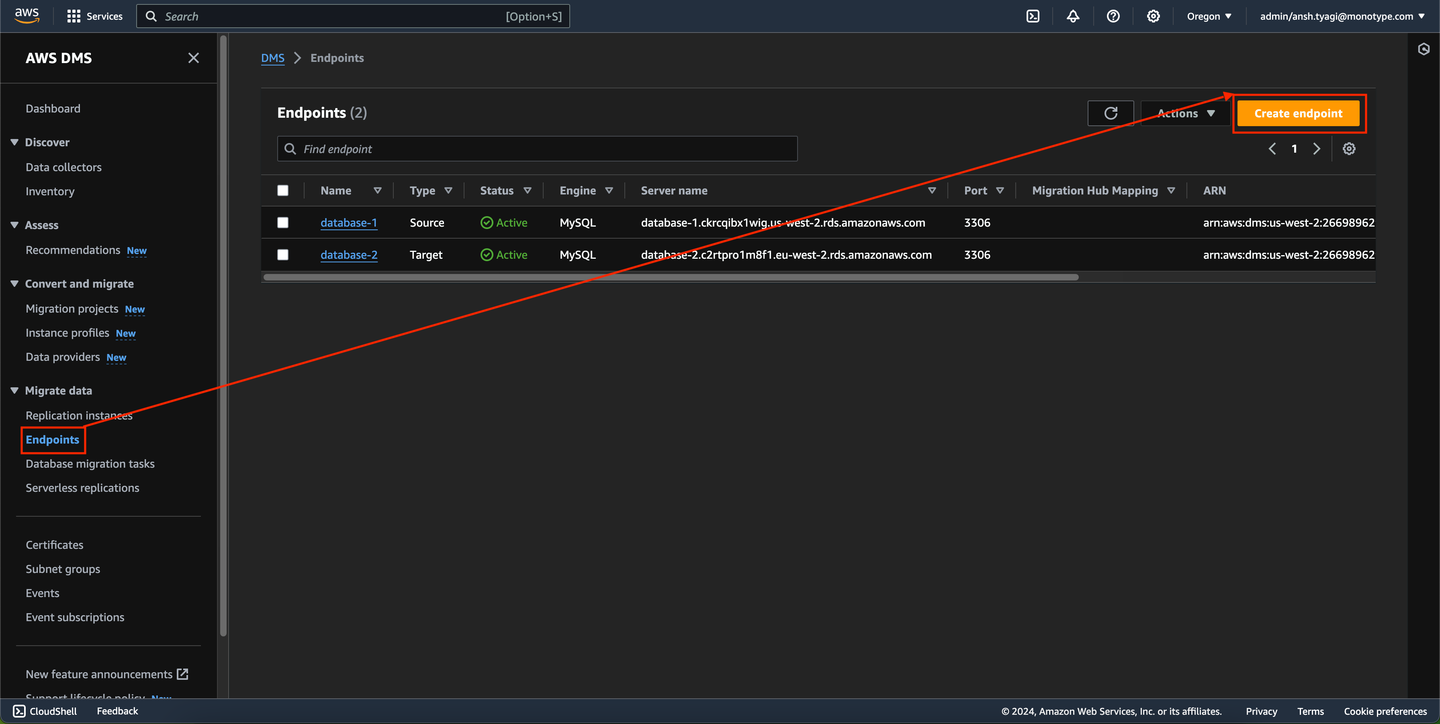 aws
Services
Search
[Option+S]
Oregon
admin/ansh.tyagi@monotype.com
AWS DMS
Dashboard
Discover
Data collectors
Inventory
Assess
Recommendations New
Convert and migrate
Migration projects New
Instance profiles New
Data providers New
Migrate data
Replication instances
Endpoints
Database migration tasks
Serverless replications
Certificates
Subnet groups
Events
Event subscriptions
New feature announcements
Support lifecycle policy New
DMS > Endpoints
Endpoints (2)
Actions
Create endpoint
Find endpoint
1
Name Type Status Engine Server name Port Migration Hub Mapping ARN
database-1 Source Active MySQL database-1.ckrcqibx1wig.us-west-2.rds.amazonaws.com 3306 arn:aws:dms:us-west-2:26698962
database-2 Target Active MySQL database-2.c2rtpro1m8f1.eu-west-2.rds.amazonaws.com 3306 arn:aws:dms:us-west-2:26698962
CloudShell Feedback © 2024, Amazon Web Services, Inc. or its affiliates. Privacy Terms Cookie preferences